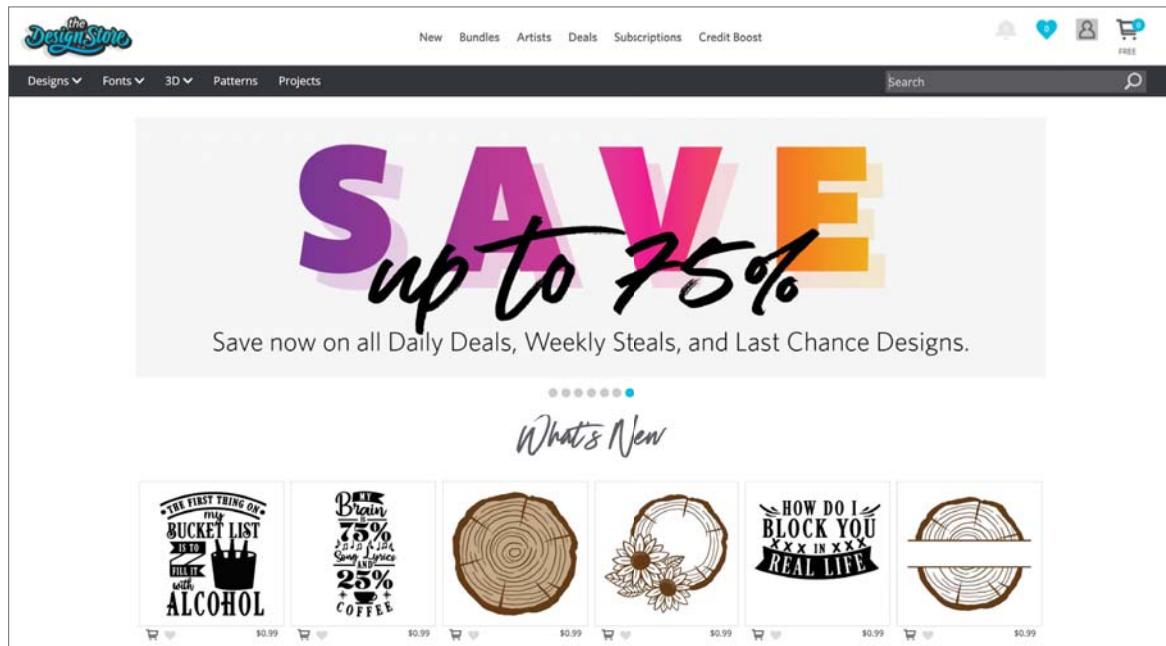 the
Design Store
New Bundles Artists Deals Subscriptions Credit Boost
0
0
FREE
Designs Fonts 3D Patterns Projects
Search
SAVE
up to 75%
Save now on all Daily Deals, Weekly Steals, and Last Chance Designs.
What's New
THE FIRST THING ON
my
BUCKET LIST
IS TO
FILL IT
with
ALCOHOL
$0.99
MY
Brain
IS
75%
Song Lyrics
AND
25%
COFFEE
$0.99
$0.99
$0.99
HOW DO I
BLOCK YOU
XXX IN XXX
REAL LIFE
$0.99
$0.99